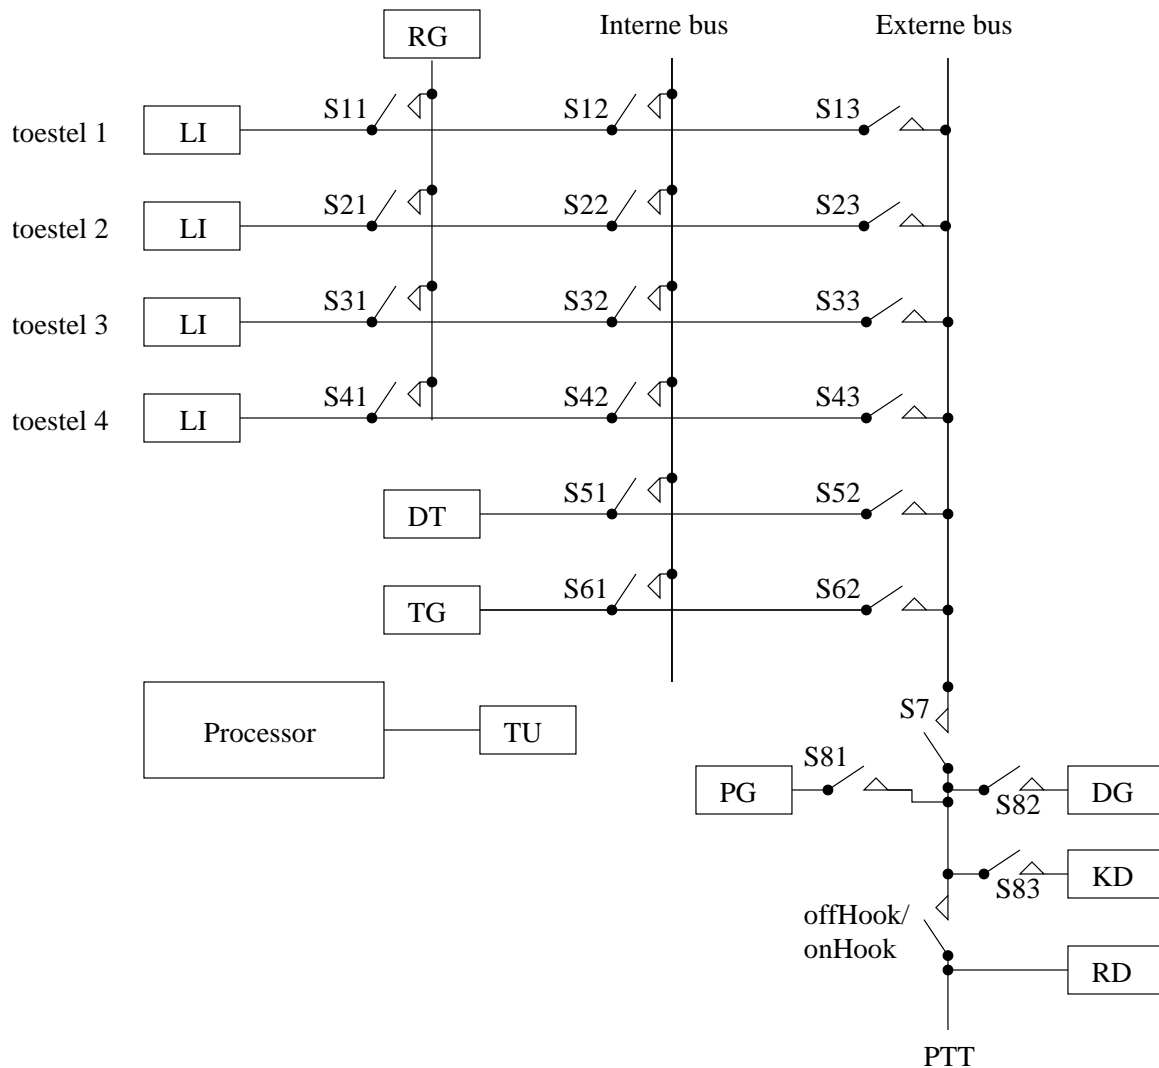 RG
Interne bus
Externe bus
S11
S12
S13
toestel 1
LI
S21
S22
S23
toestel 2
LI
S31
S32
S33
toestel 3
LI
S41
S42
S43
toestel 4
LI
S51
S52
DT
S61
S62
TG
S7
Processor
TU
S81
PG
DG
S82
KD
S83
offHook/
onHook
RD
PTT